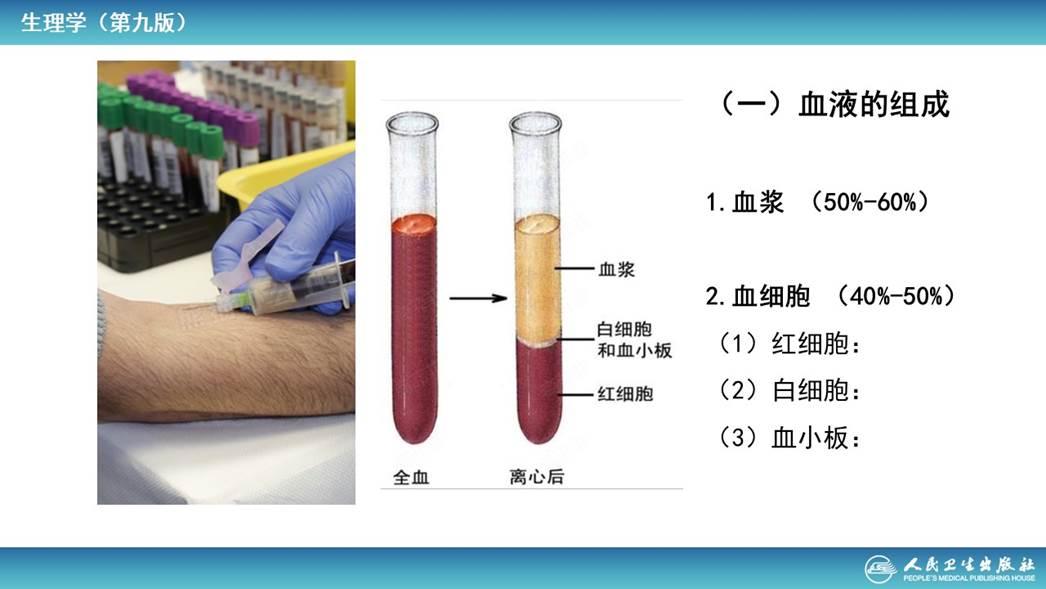 生理学（第九版）
（一）血液的组成
1.血浆 （50%-60%）
2.血细胞 （40%-50%）
（1）红细胞：
（2）白细胞：
（3）血小板：
血浆
白细胞
和血小板
红细胞
全血
离心后
人民卫生出版社
PEOPLE'S MEDICAL PUBLISHING HOUSE